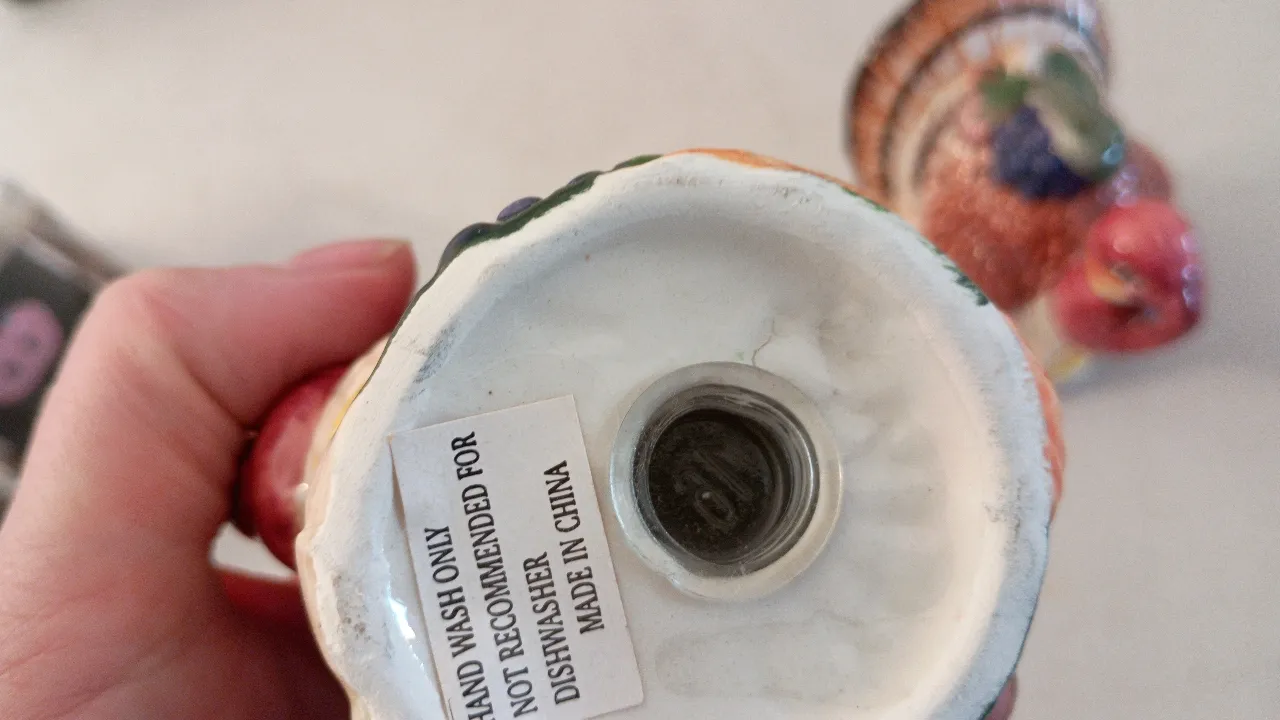 HAND WASH ONLY
NOT RECOMMENDED FOR
DISHWASHER
MADE IN CHINA